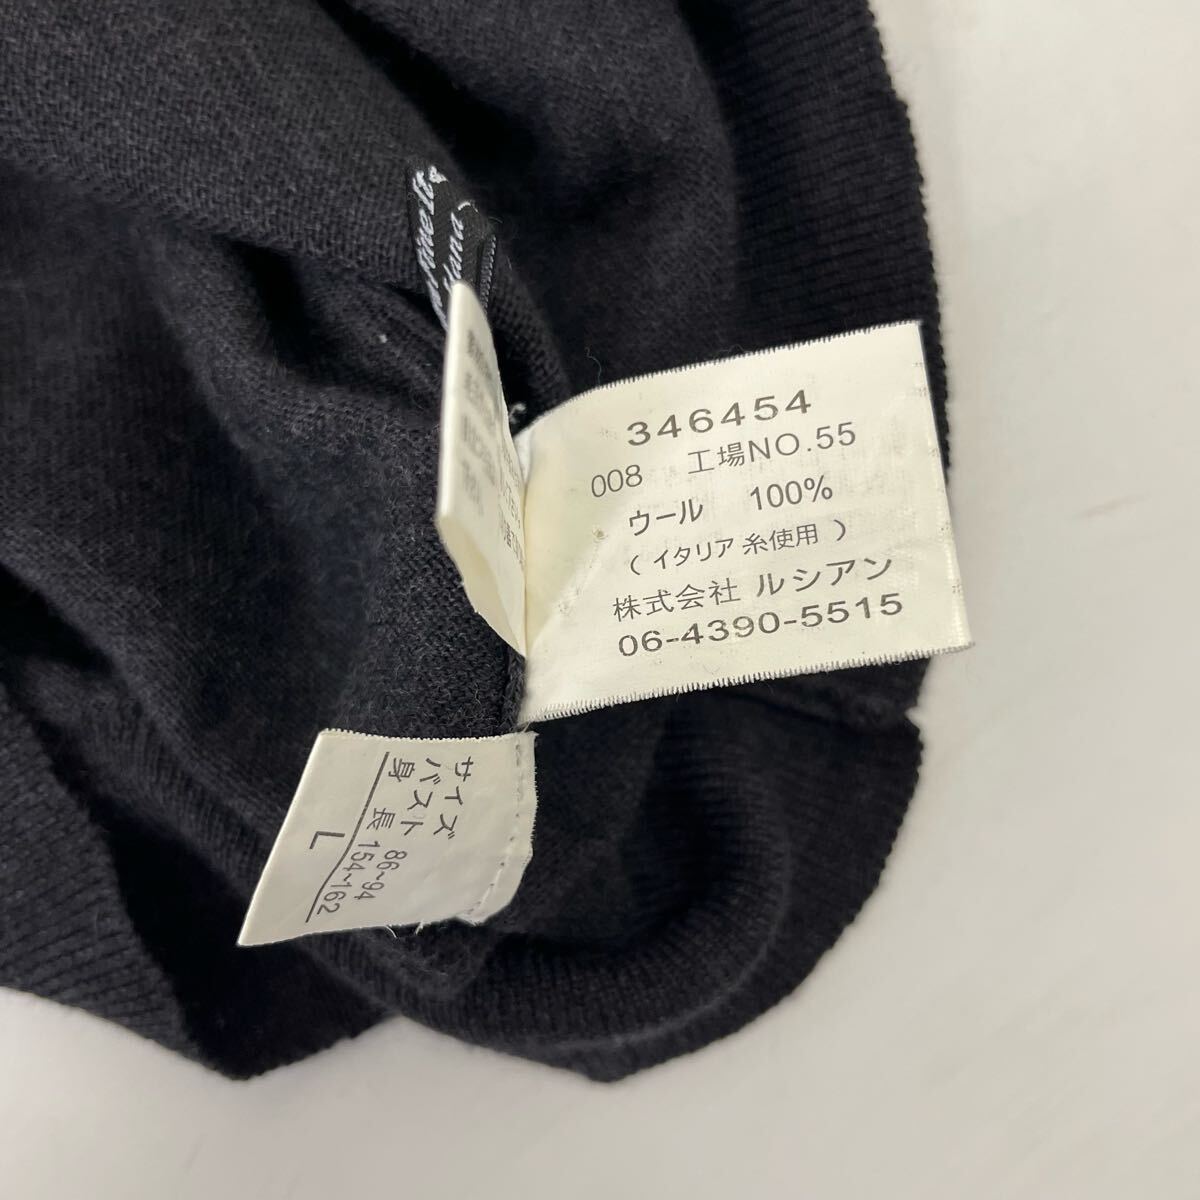 346454
008 工場NO.55
ウール 100%
( イタリア 糸使用 )
株式会社 ルシアン
06-4390-5515
サイズ
バスト 86~94
身長 154~162
L